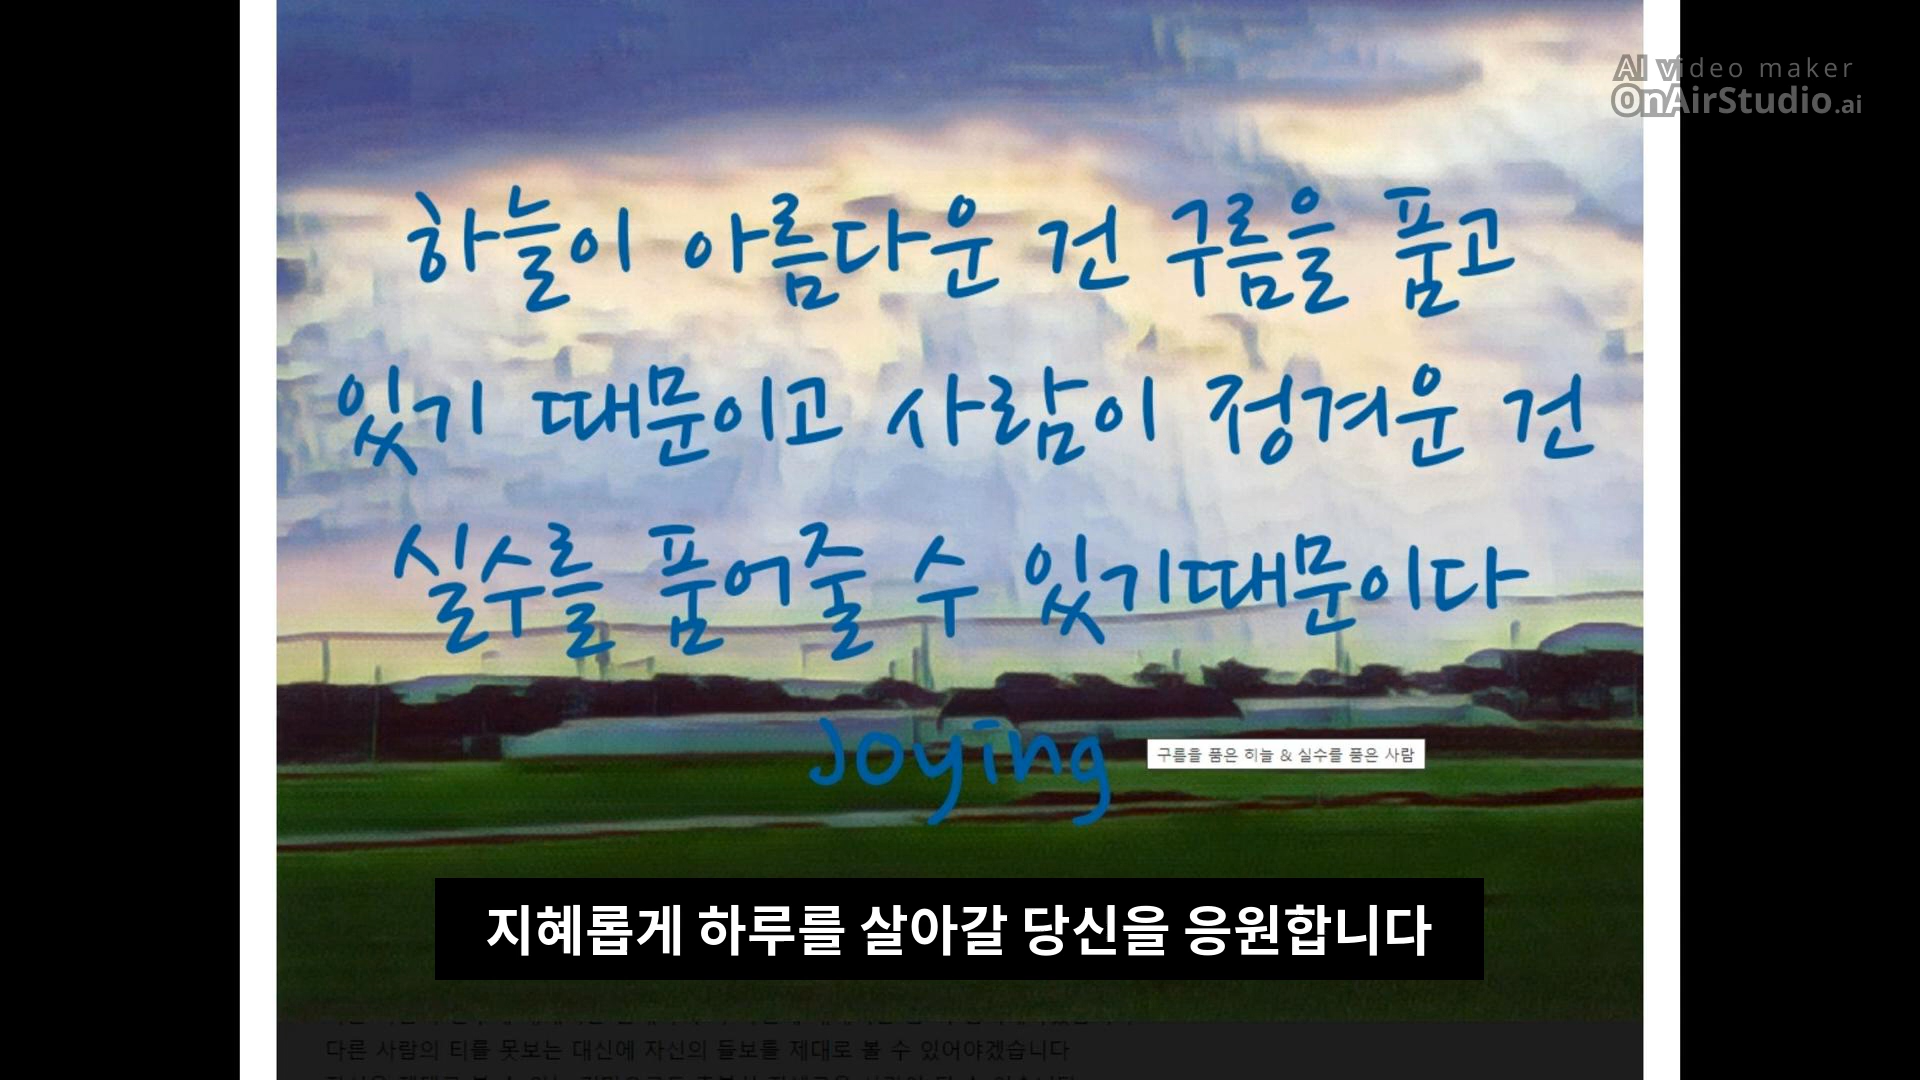 AI video maker
OnAirStudio.ai
하늘이 아름다운 건 구름을 품고
있기 때문이고 사람이 정겨운 건
실수를 품어줄 수 있기때문이다
Joying
구름을 품은 히늘 & 실수를 품은 사람
지혜롭게 하루를 살아갈 당신을 응원합니다
다른 사람의 티를 못보는 대신에 자신의 들보를 제대로 볼 수 있어야겠습니다